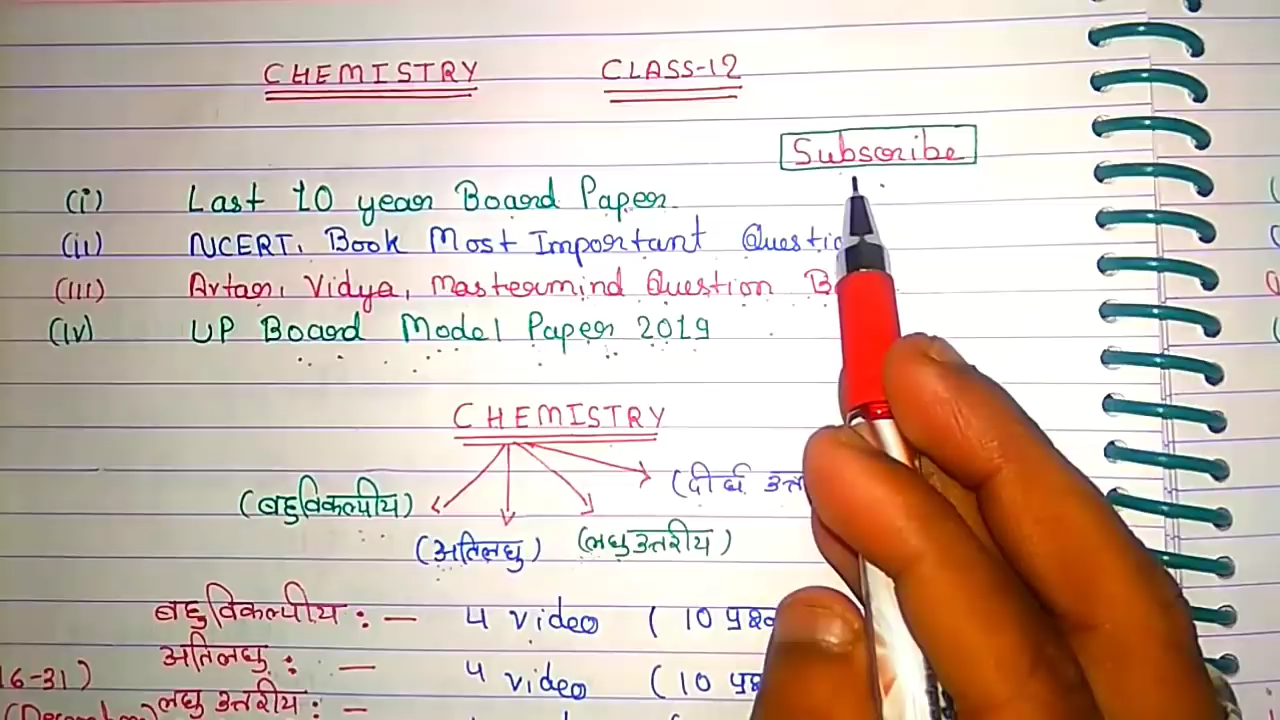 CHEMISTRY CLASS-12
Subscribe
(i) Last 10 year Board Paper
(ii) NCERT. Book Most Important
(iii) Artan, Vidya, Mastermind Question
(iv) UP Board Model Paper 2019
CHEMISTRY
(बहुविकल्पीय) (अतिलघु) (लघुउत्तरीय) (दीर्घ
बहुविकल्पीय :— 4 video ( 10
अतिलघु :— 4 video ( 10
16-31)
लघु उत्तरीय :—